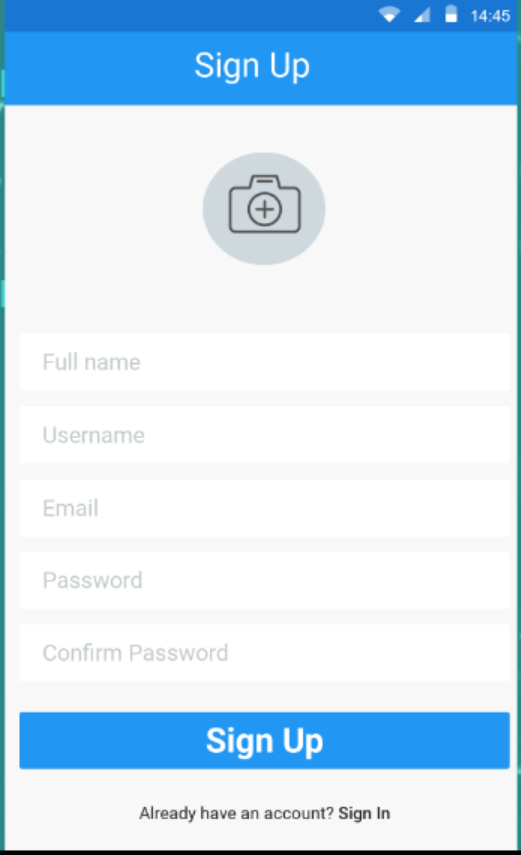 14:45
Sign Up
Full name
Username
Email
Password
Confirm Password
Sign Up
Already have an account? Sign In